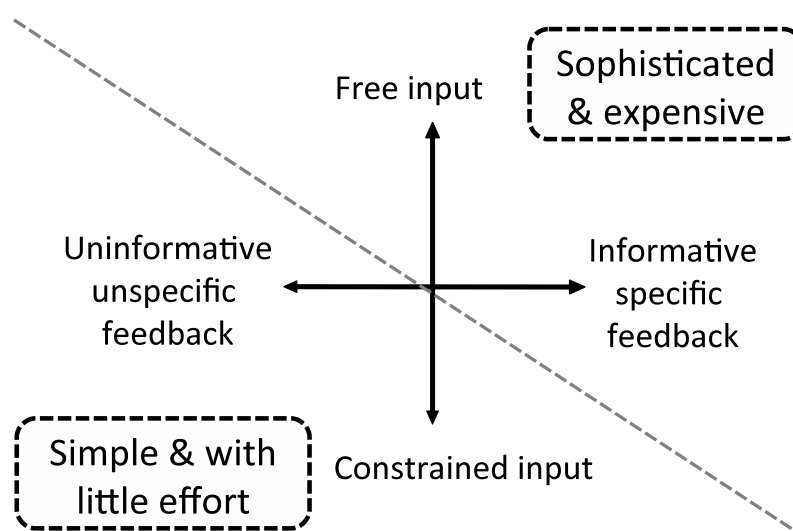 Sophisticated
& expensive
Free input
Uninformative
unspecific
feedback
Informative
specific
feedback
Simple & with
little effort
Constrained input